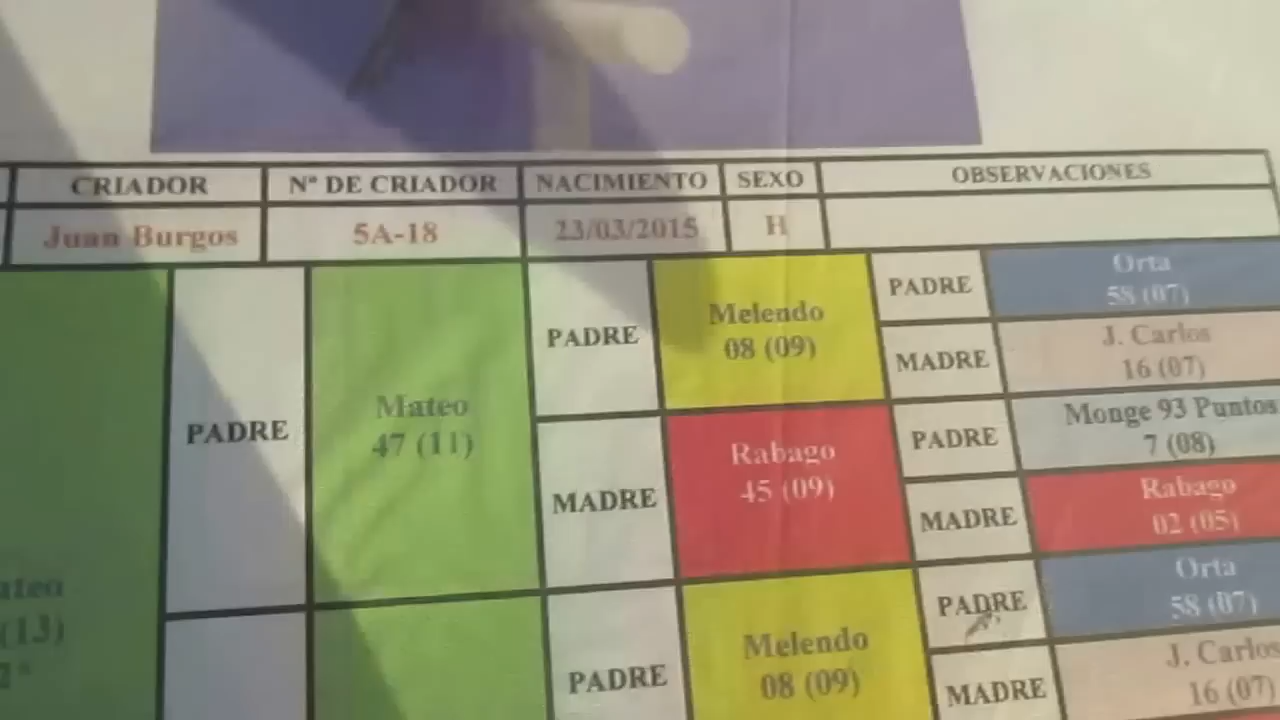 CRIADOR
Nº DE CRIADOR
NACIMIENTO
SEXO
OBSERVACIONES
Juan Burgos
5A-18
23/03/2015
H
PADRE
Mateo
47 (11)
PADRE
Melendo
08 (09)
PADRE
Orta
58 (07)
MADRE
J. Carlos
16 (07)
MADRE
Rabago
45 (09)
PADRE
Monge 93 Puntos
7 (08)
MADRE
Rabago
02 (05)
(13)
PADRE
Melendo
08 (09)
PADRE
Orta
58 (07)
MADRE
J. Carlos
16 (07)